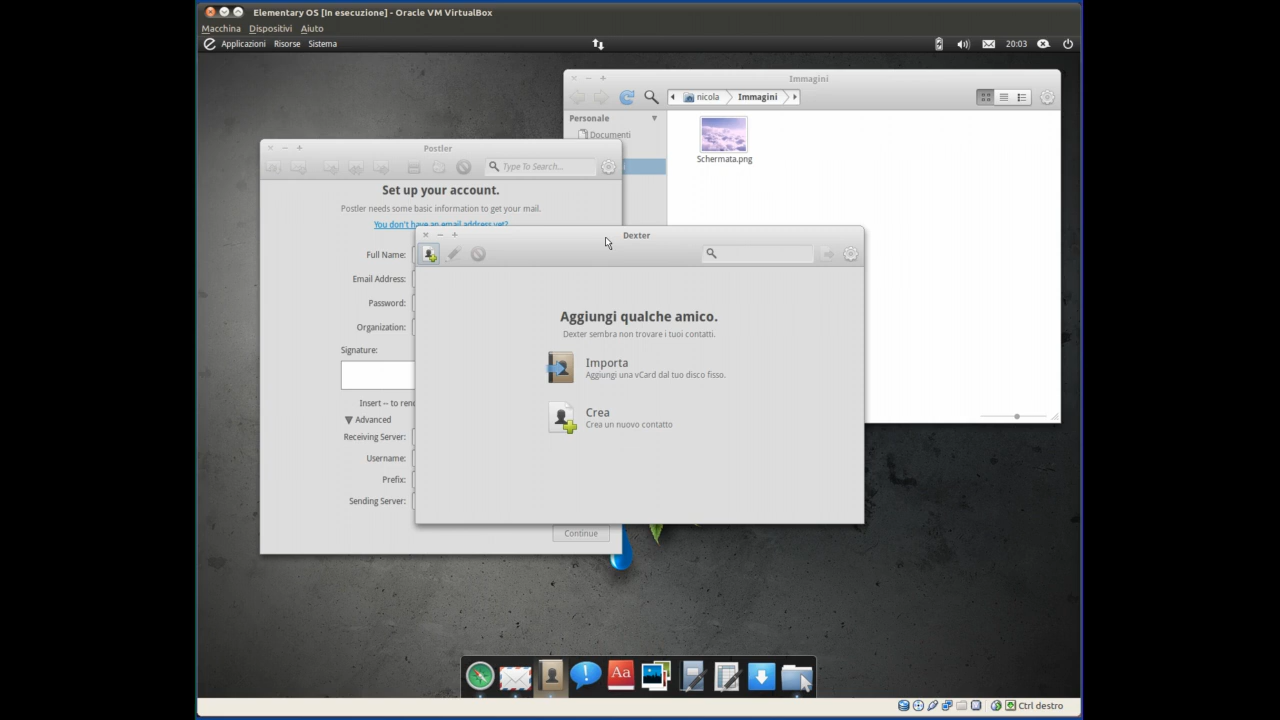 Elementary OS [In esecuzione] - Oracle VM VirtualBox
Macchina Dispositivi Aiuto
Applicazioni Risorse Sistema 20:03
Immagini
nicola Immagini
Personale
Documenti
Schermata.png
Postler
Type To Search...
Set up your account.
Postler needs some basic information to get your mail.
You don't have an email address yet?
Full Name:
Email Address:
Password:
Organization:
Signature:
Insert -- to
Advanced
Receiving Server:
Username:
Prefix:
Sending Server:
Continue
Dexter
Aggiungi qualche amico.
Dexter sembra non trovare i tuoi contatti.
Importa
Aggiungi una vCard dal tuo disco fisso.
Crea
Crea un nuovo contatto
Aa
Ctrl destro